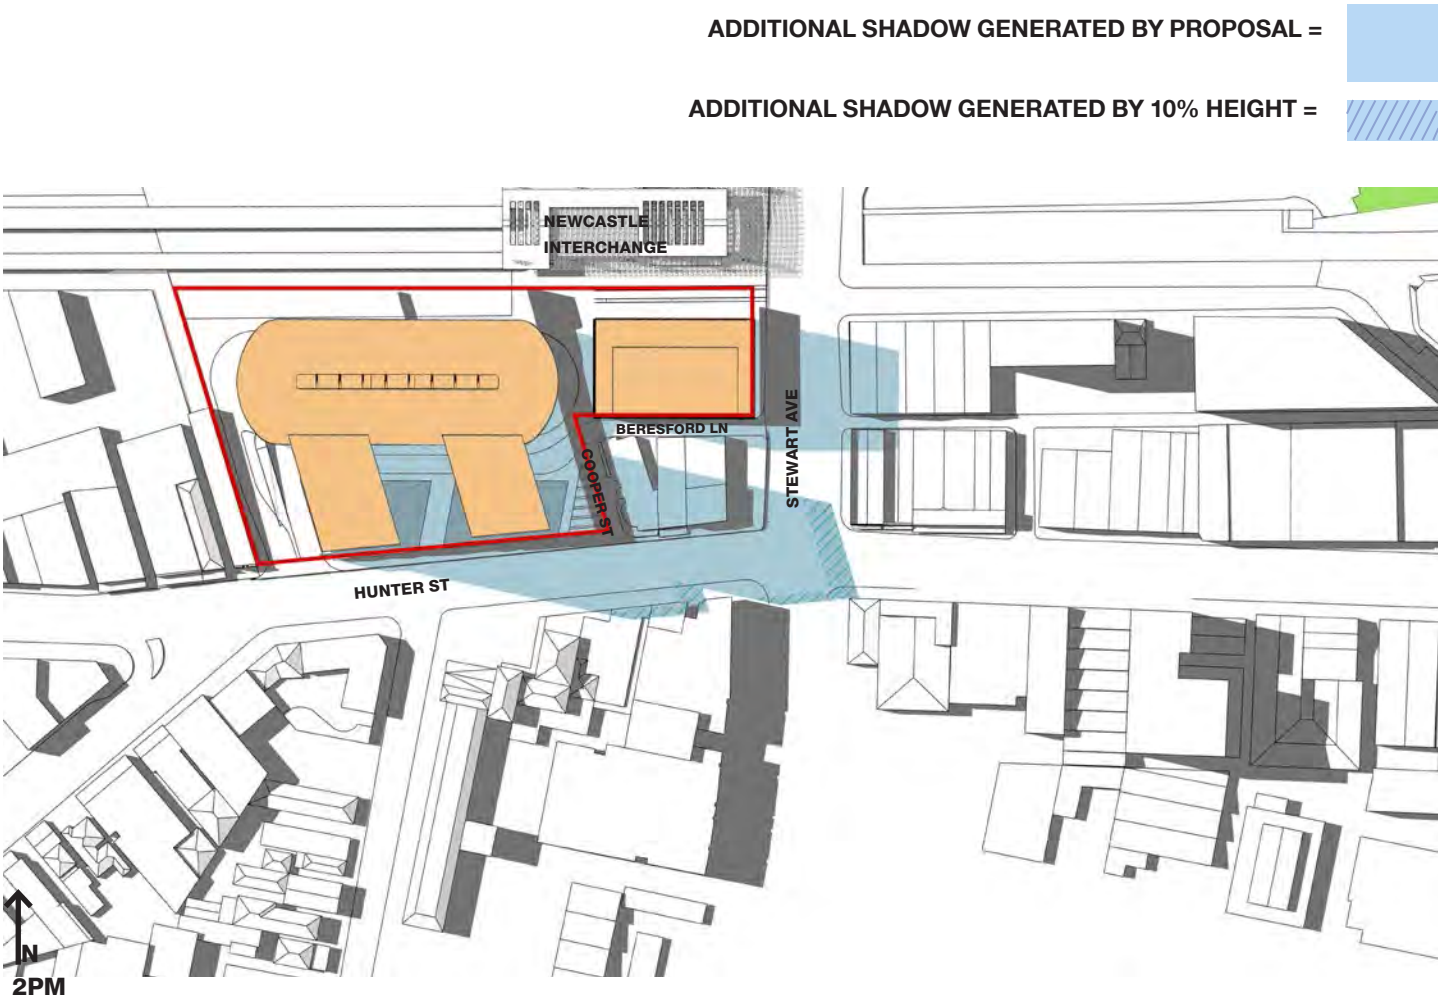 ADDITIONAL SHADOW GENERATED BY PROPOSAL =
ADDITIONAL SHADOW GENERATED BY 10% HEIGHT =
NEWCASTLE
INTERCHANGE
BERESFORD LN
STEWART AVE
COOPER ST
HUNTER ST
N
2PM